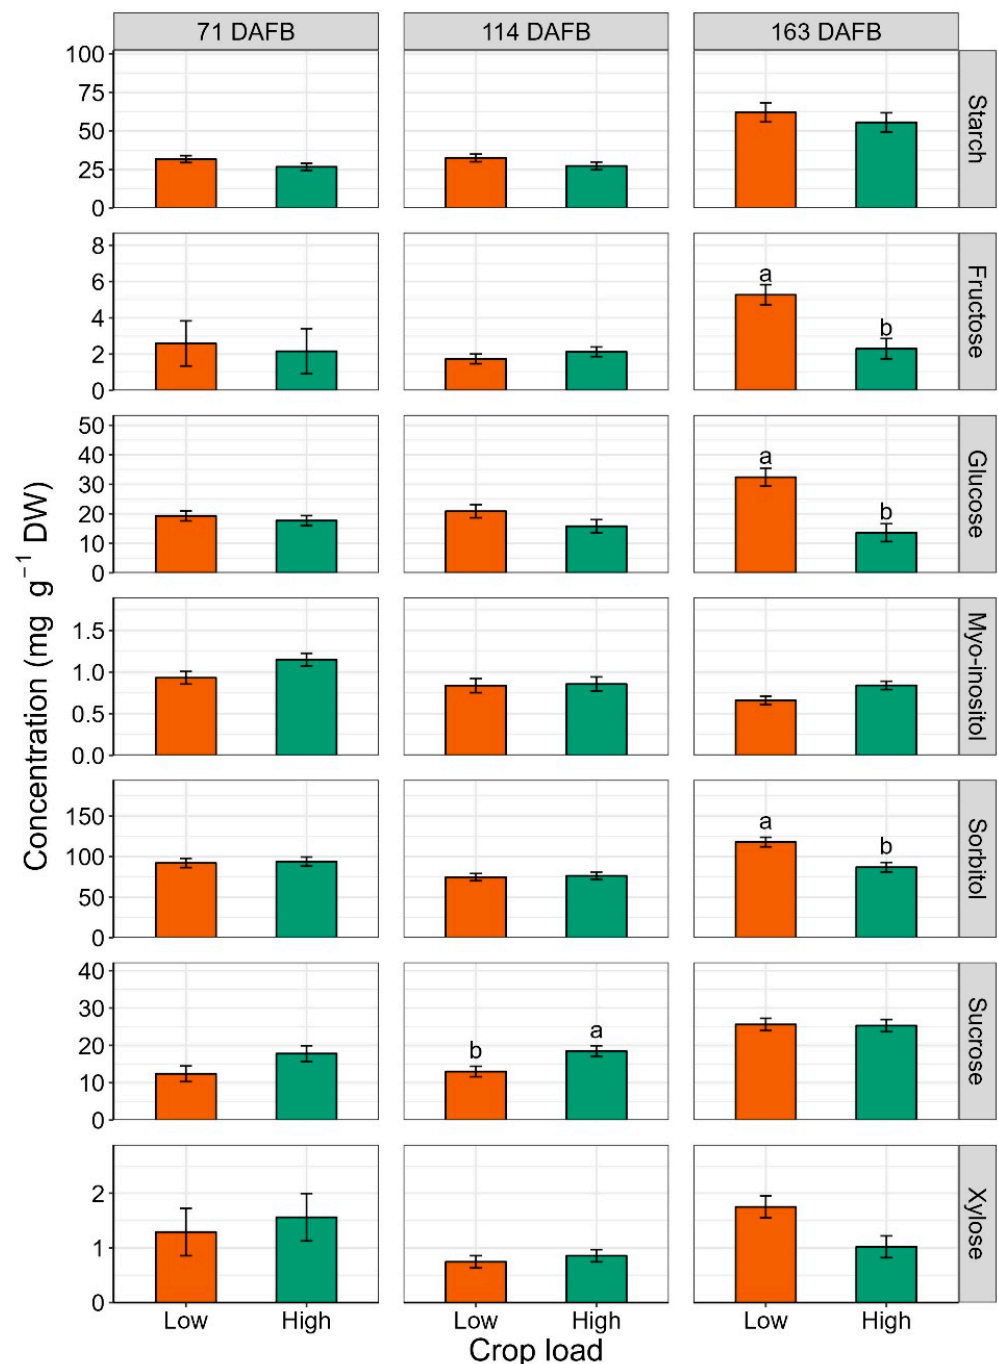 71 DAFB 114 DAFB 163 DAFB
Concentration (mg g⁻¹ DW)
100
75
50
25
0
Starch
8
6
4
2
0
a
b
Fructose
50
40
30
20
10
0
a
b
Glucose
1.5
1.0
0.5
0.0
Myo-inositol
150
100
50
0
a
b
Sorbitol
40
30
20
10
0
b
a
Sucrose
2
1
0
Xylose
Low High Low High Low High
Crop load